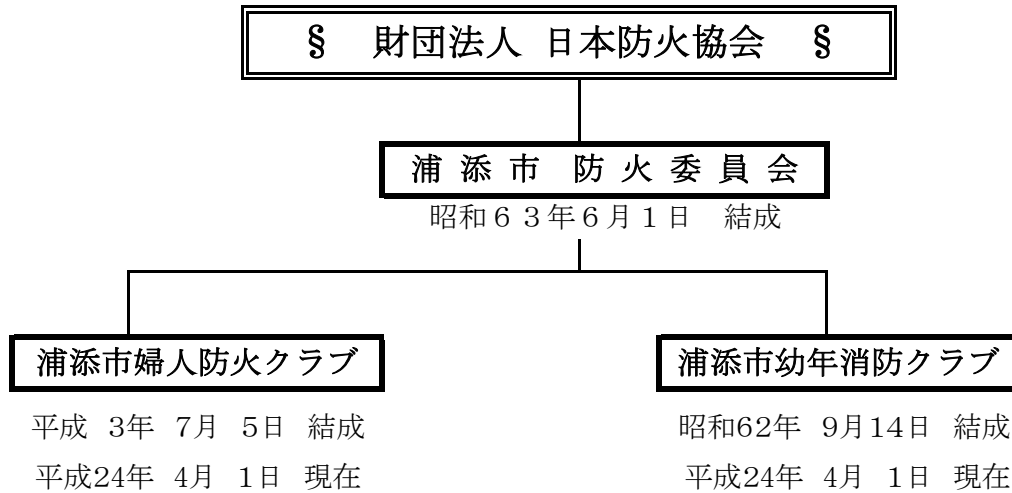 § 財団法人 日本防火協会 §
浦 添 市 防 火 委 員 会
昭和６３年６月１日 結成
浦添市婦人防火クラブ
浦添市幼年消防クラブ
平成 3年 7月 5日 結成
昭和62年 9月14日 結成
平成24年 4月 1日 現在
平成24年 4月 1日 現在